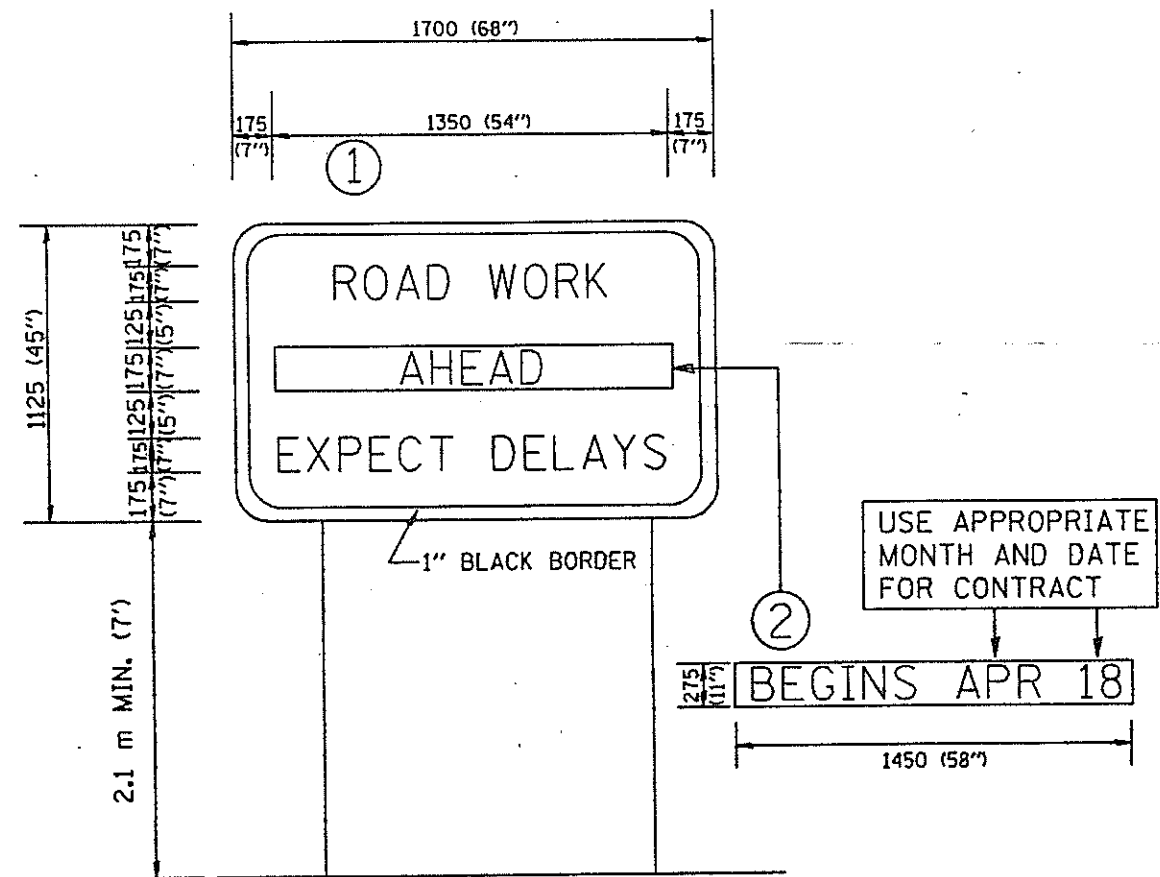 1700 (68")
175
(7")
1350 (54")
175
(7")
1
1125 (45")
175
(7")
175
(7")
125
(5")
175
(7")
125
(5")
175
(7")
175
(7")
ROAD WORK
AHEAD
EXPECT DELAYS
1" BLACK BORDER
2.1 m MIN. (7')
USE APPROPRIATE
MONTH AND DATE
FOR CONTRACT
2
275
(11")
BEGINS APR 18
1450 (58")